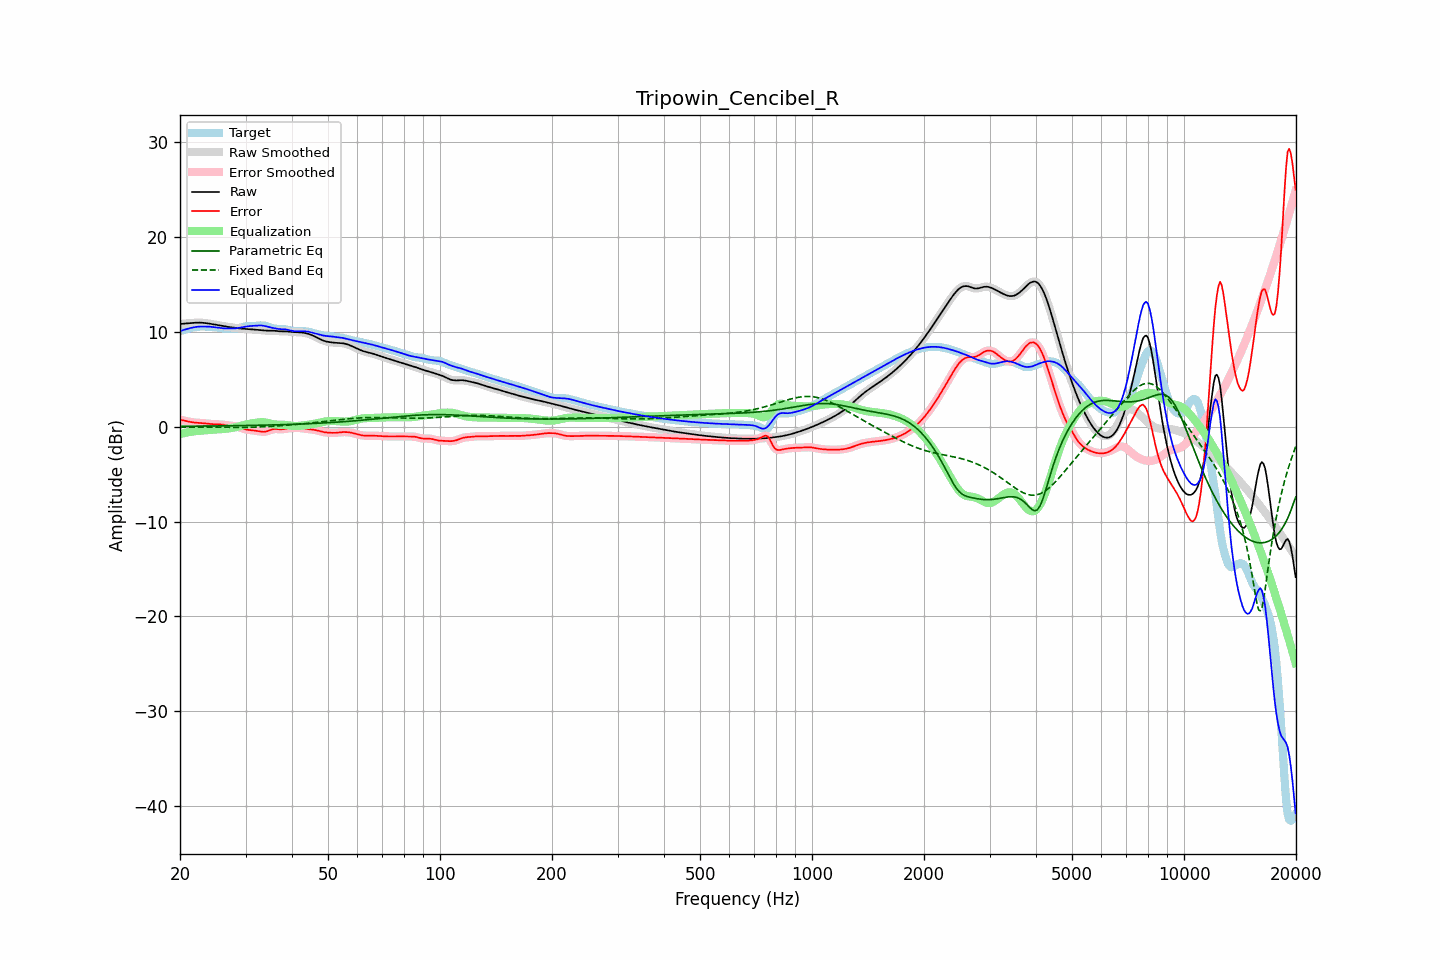 Tripowin_Cencibel_R
Target
Raw Smoothed
Error Smoothed
Raw
Error
Equalization
Parametric Eq
Fixed Band Eq
Equalized
30
20
10
0
−10
−20
−30
−40
Amplitude (dBr)
20
50
100
200
500
1000
2000
5000
10000
20000
Frequency (Hz)